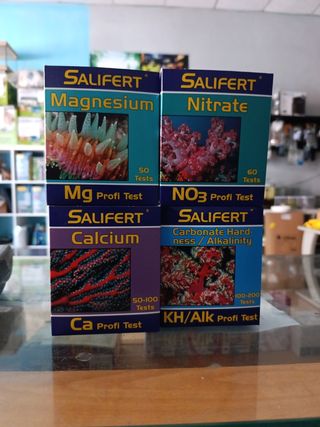 SALIFERT®
Magnesium
50
Tests
Mg Profi Test
SALIFERT®
Nitrate
60
Tests
NO3 Profi Test
SALIFERT®
Calcium
50-100
Tests
Ca Profi Test
SALIFERT®
Carbonate Hard
ness / Alkalinity
100-200
Tests
KH/Alk Profi Test